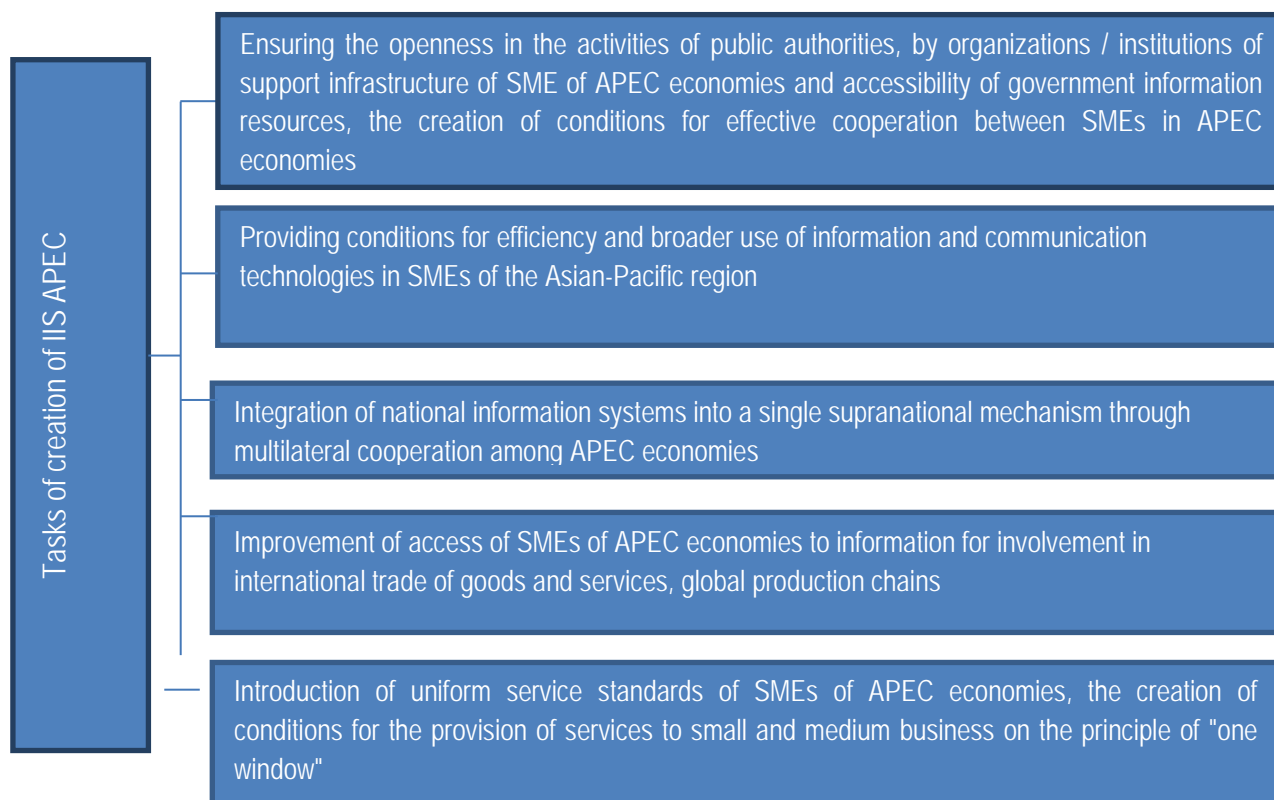 Tasks of creation of IIS APEC
Ensuring the openness in the activities of public authorities, by organizations / institutions of
support infrastructure of SME of APEC economies and accessibility of government information
resources, the creation of conditions for effective cooperation between SMEs in APEC
economies
Providing conditions for efficiency and broader use of information and communication
technologies in SMEs of the Asian-Pacific region
Integration of national information systems into a single supranational mechanism through
multilateral cooperation among APEC economies
Improvement of access of SMEs of APEC economies to information for involvement in
international trade of goods and services, global production chains
Introduction of uniform service standards of SMEs of APEC economies, the creation of
conditions for the provision of services to small and medium business on the principle of "one
window"